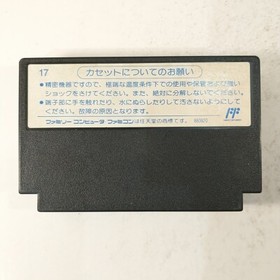 17
カセットについてのお願い
●精密機器ですので、極端な温度条件下での使用や保管および強い
ショックをさけてください。また、絶対に分解しないでください。
●端子部に手を触れたり、水にぬらしたりして汚さないようにして
ください。故障の原因となります。
ファミリーコンピュータ ファミコンは任天堂の商標です。